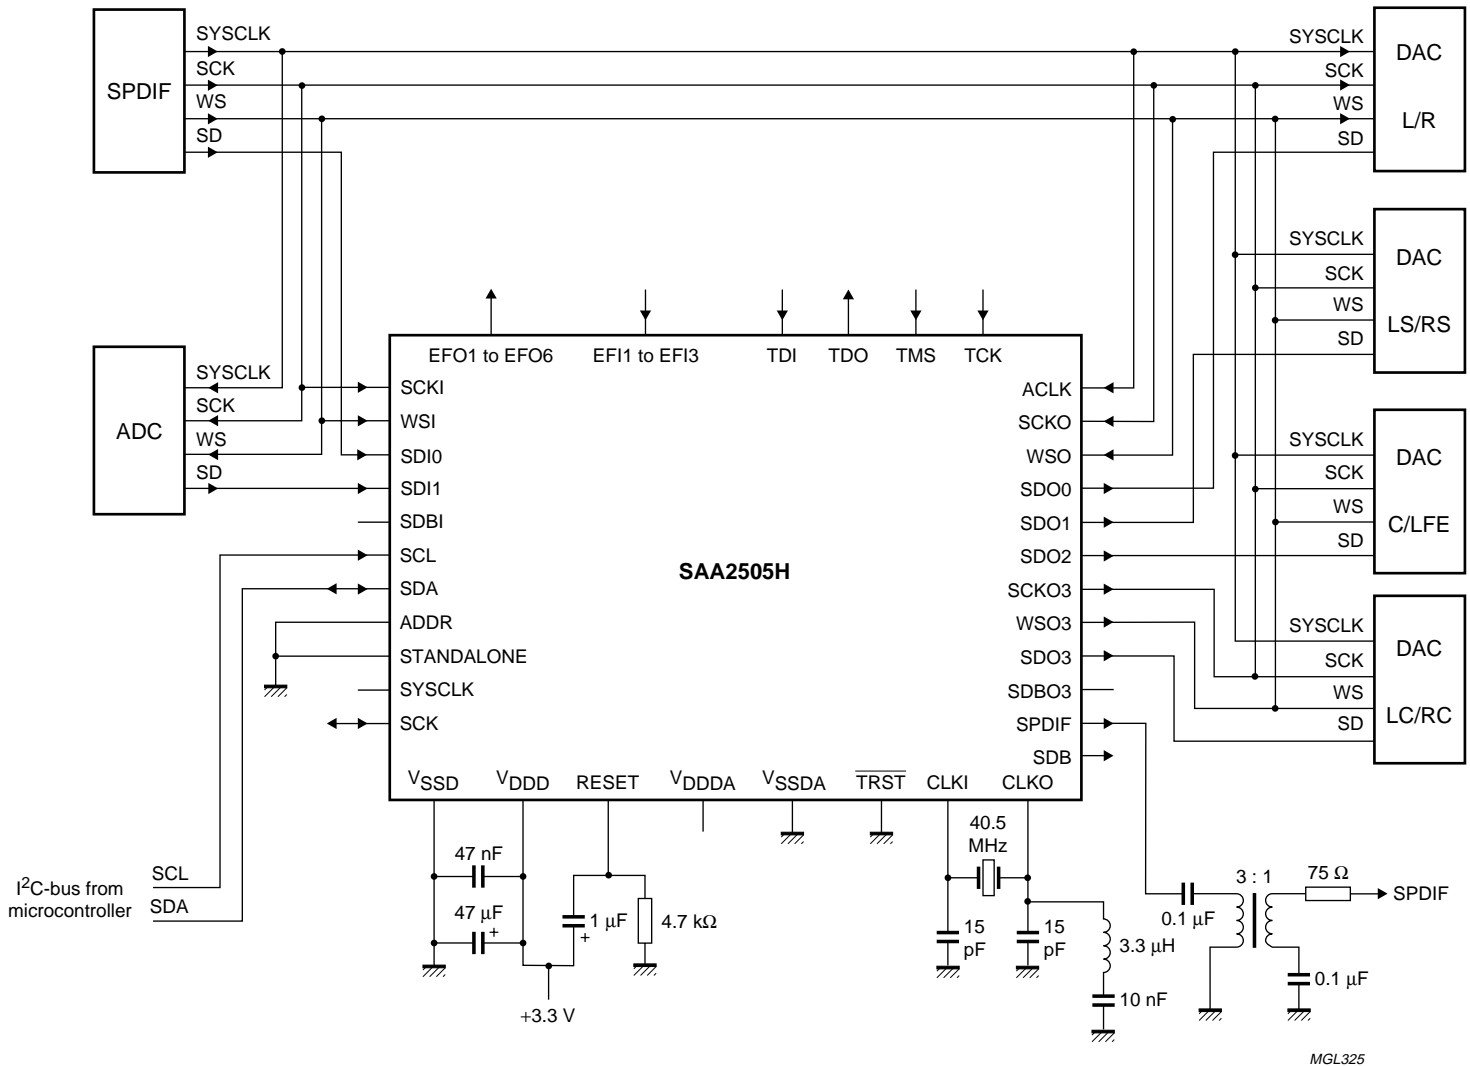 SYSCLK
SCK
WS
SD
SPDIF
SYSCLK
SCK
WS
SD
DAC
L/R
SYSCLK
SCK
WS
SD
DAC
LS/RS
SYSCLK
SCK
WS
SD
DAC
C/LFE
SYSCLK
SCK
WS
SD
DAC
LC/RC
SYSCLK
SCK
WS
SD
ADC
EFO1 to EFO6
EFI1 to EFI3
TDI
TDO
TMS
TCK
SCKI
WSI
SDI0
SDI1
SDBI
SCL
SDA
ADDR
STANDALONE
SYSCLK
SCK
SAA2505H
ACLK
SCKO
WSO
SDO0
SDO1
SDO2
SCKO3
WSO3
SDO3
SDBO3
SPDIF
SDB
VSSD
VDDD
RESET
VDDDA
VSSDA
TRST
CLKI
CLKO
40.5
MHz
47 nF
47 μF
+
1 μF
+
4.7 kΩ
+3.3 V
15
pF
15
pF
3.3 μH
10 nF
0.1 μF
3 : 1
75 Ω
SPDIF
0.1 μF
SCL
SDA
I2C-bus from
microcontroller
MGL325